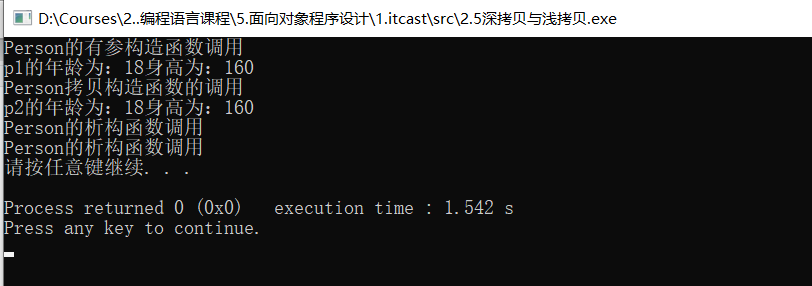 D:\Courses\2..编程语言课程\5.面向对象程序设计\1.itcast\src\2.5深拷贝与浅拷贝.exe
Person的有参构造函数调用
p1的年龄为：18身高为：160
Person拷贝构造函数的调用
p2的年龄为：18身高为：160
Person的析构函数调用
Person的析构函数调用
请按任意键继续. . .
Process returned 0 (0x0)   execution time : 1.542 s
Press any key to continue.